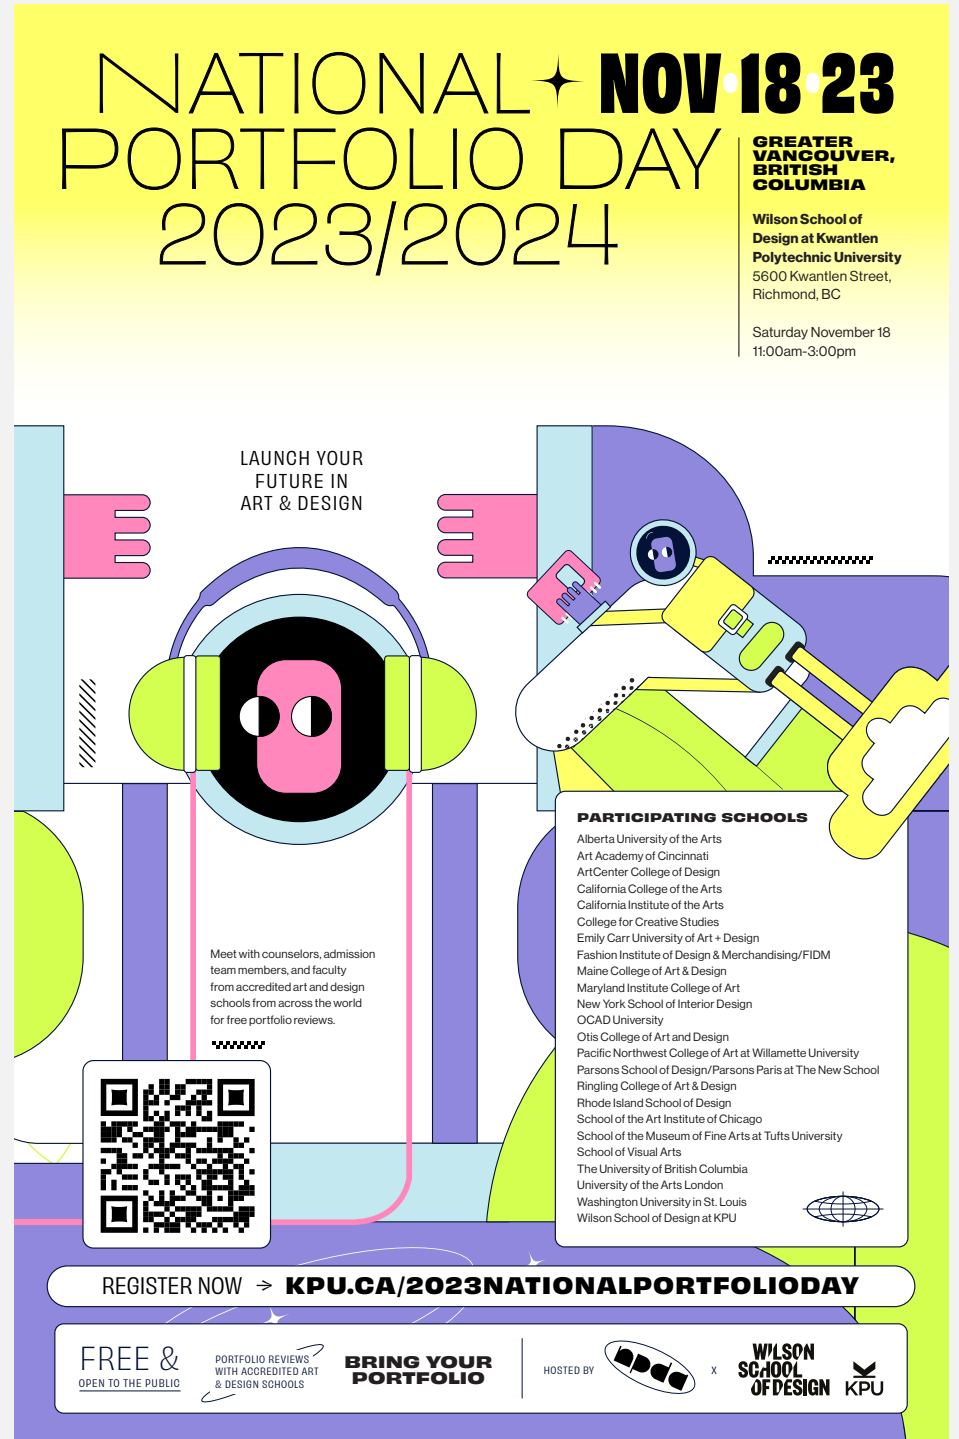 NATIONAL
PORTFOLIO DAY
2023/2024
NOV•18•23
GREATER
VANCOUVER,
BRITISH
COLUMBIA
Wilson School of
Design at Kwantlen
Polytechnic University
5600 Kwantlen Street,
Richmond, BC
Saturday November 18
11:00am-3:00pm
LAUNCH YOUR
FUTURE IN
ART & DESIGN
Meet with counselors, admission
team members, and faculty
from accredited art and design
schools from across the world
for free portfolio reviews.
PARTICIPATING SCHOOLS
Alberta University of the Arts
Art Academy of Cincinnati
ArtCenter College of Design
California College of the Arts
California Institute of the Arts
College for Creative Studies
Emily Carr University of Art + Design
Fashion Institute of Design & Merchandising/FIDM
Maine College of Art & Design
Maryland Institute College of Art
New York School of Interior Design
OCAD University
Otis College of Art and Design
Pacific Northwest College of Art at Willamette University
Parsons School of Design/Parsons Paris at The New School
Ringling College of Art & Design
Rhode Island School of Design
School of the Art Institute of Chicago
School of the Museum of Fine Arts at Tufts University
School of Visual Arts
The University of British Columbia
University of the Arts London
Washington University in St. Louis
Wilson School of Design at KPU
REGISTER NOW → KPU.CA/2023NATIONALPORTFOLIODAY
FREE &
OPEN TO THE PUBLIC
PORTFOLIO REVIEWS
WITH ACCREDITED ART
& DESIGN SCHOOLS
BRING YOUR
PORTFOLIO
HOSTED BY
npda
X
WILSON
SCHOOL
OF DESIGN
KPU